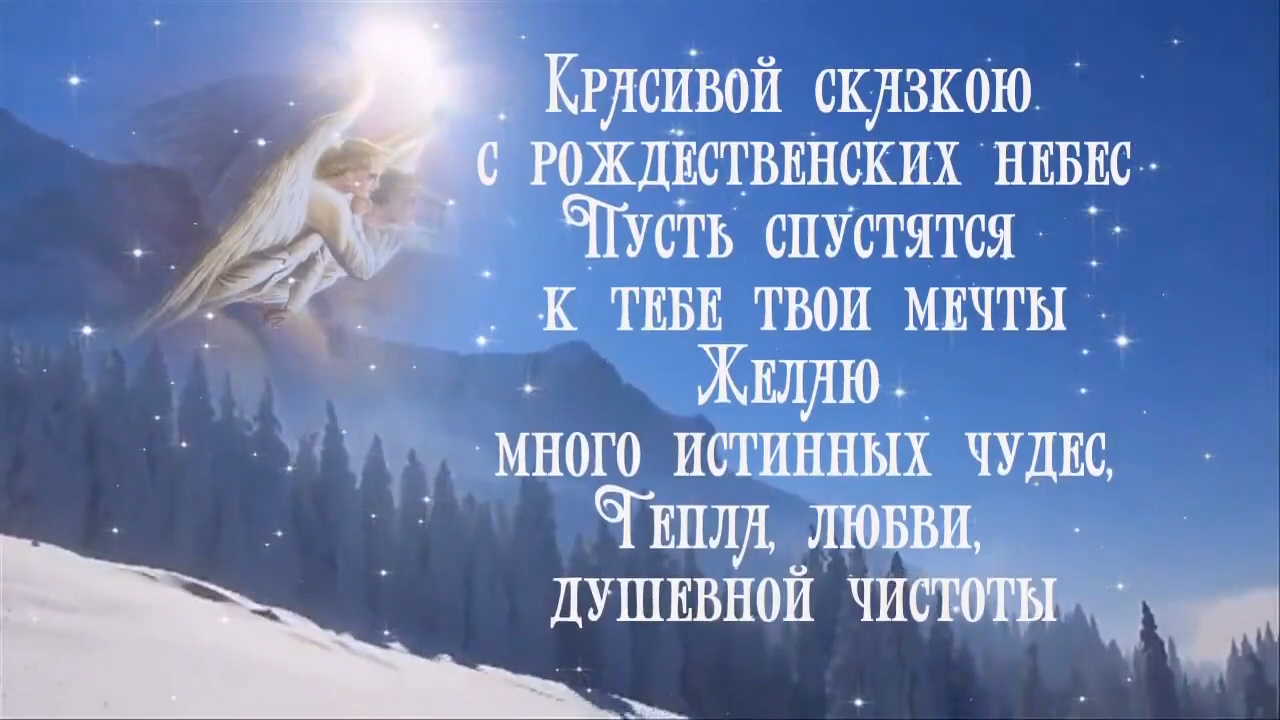 Красивой сказкою
с рождественских небес
Пусть спустятся
к тебе твои мечты
Желаю
много истинных чудес,
Тепла, любви,
душевной чистоты